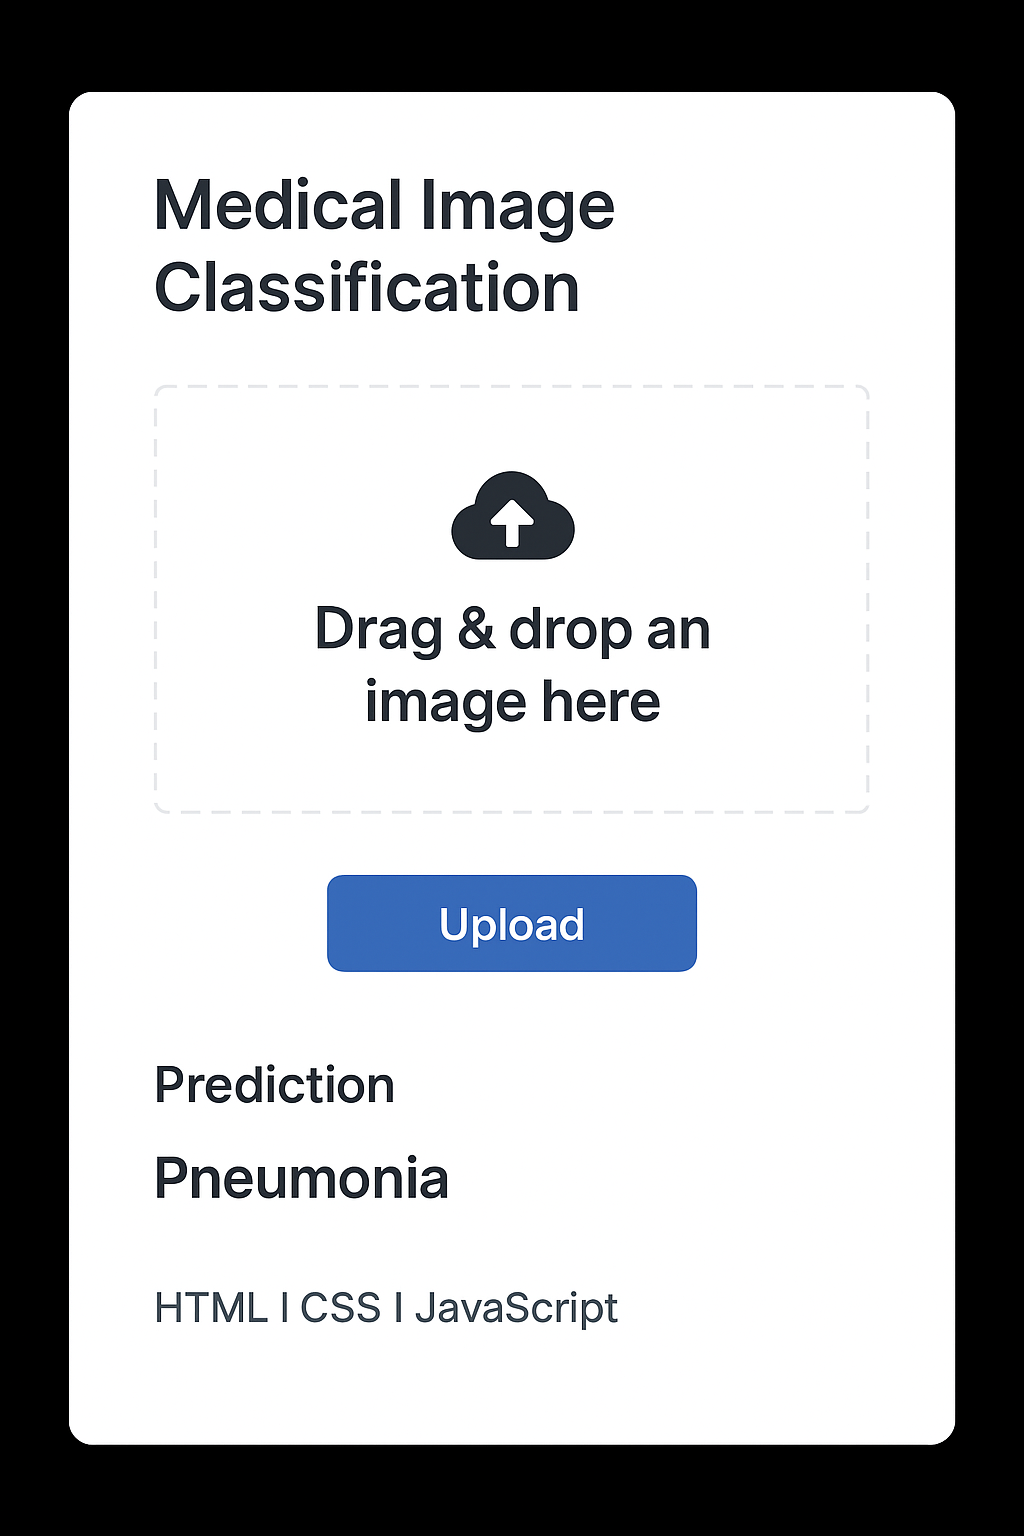 Medical Image
Classification
Drag & drop an
image here
Upload
Prediction
Pneumonia
HTML | CSS | JavaScript